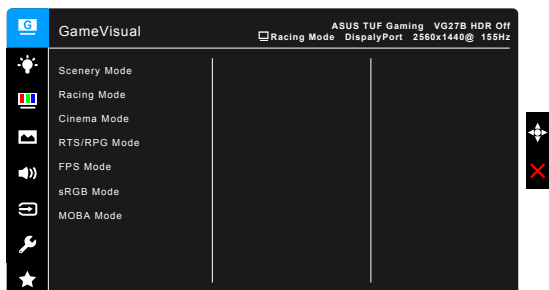 G
GameVisual
ASUS TUF Gaming VG27B HDR Off
Racing Mode DispalyPort 2560x1440@ 155Hz
Scenery Mode
Racing Mode
Cinema Mode
RTS/RPG Mode
FPS Mode
sRGB Mode
MOBA Mode